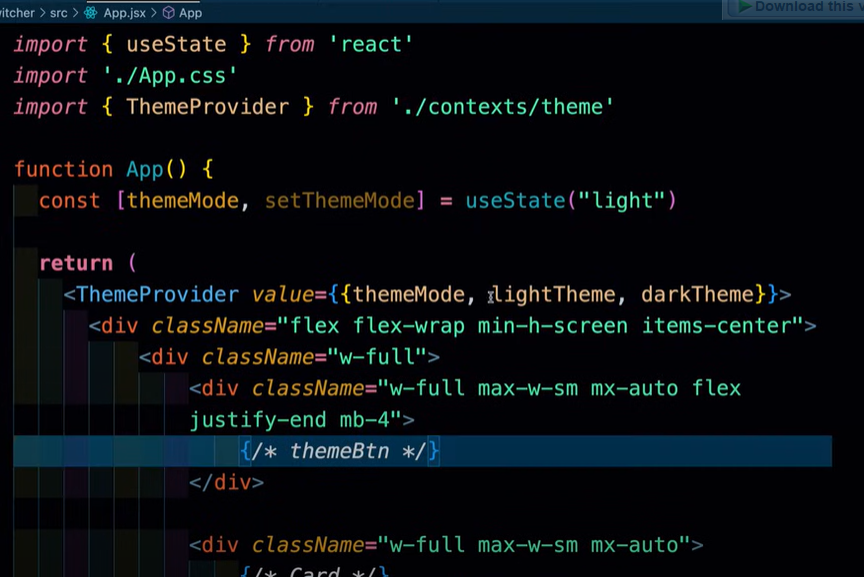 witcher > src > App.jsx > App
Download this v
import { useState } from 'react'
import './App.css'
import { ThemeProvider } from './contexts/theme'
function App() {
const [themeMode, setThemeMode] = useState("light")
return (
<ThemeProvider value={{themeMode, lightTheme, darkTheme}}>
<div className="flex flex-wrap min-h-screen items-center">
<div className="w-full">
<div className="w-full max-w-sm mx-auto flex
justify-end mb-4">
{/* themeBtn */}
</div>
<div className="w-full max-w-sm mx-auto">
{/* Card */}